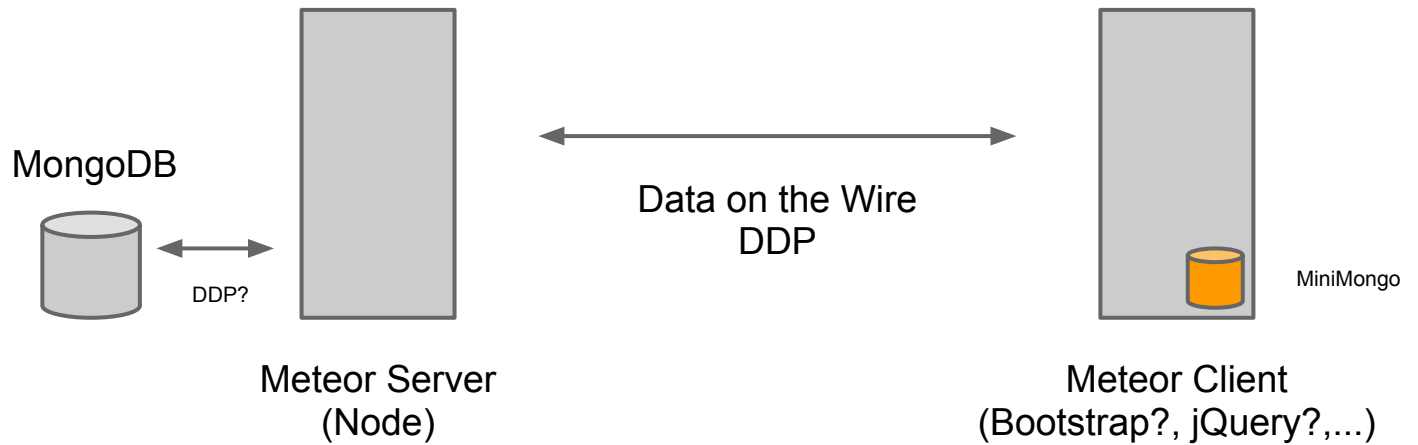 MongoDB
DDP?
Meteor Server
(Node)
Data on the Wire
DDP
MiniMongo
Meteor Client
(Bootstrap?, jQuery?,...)